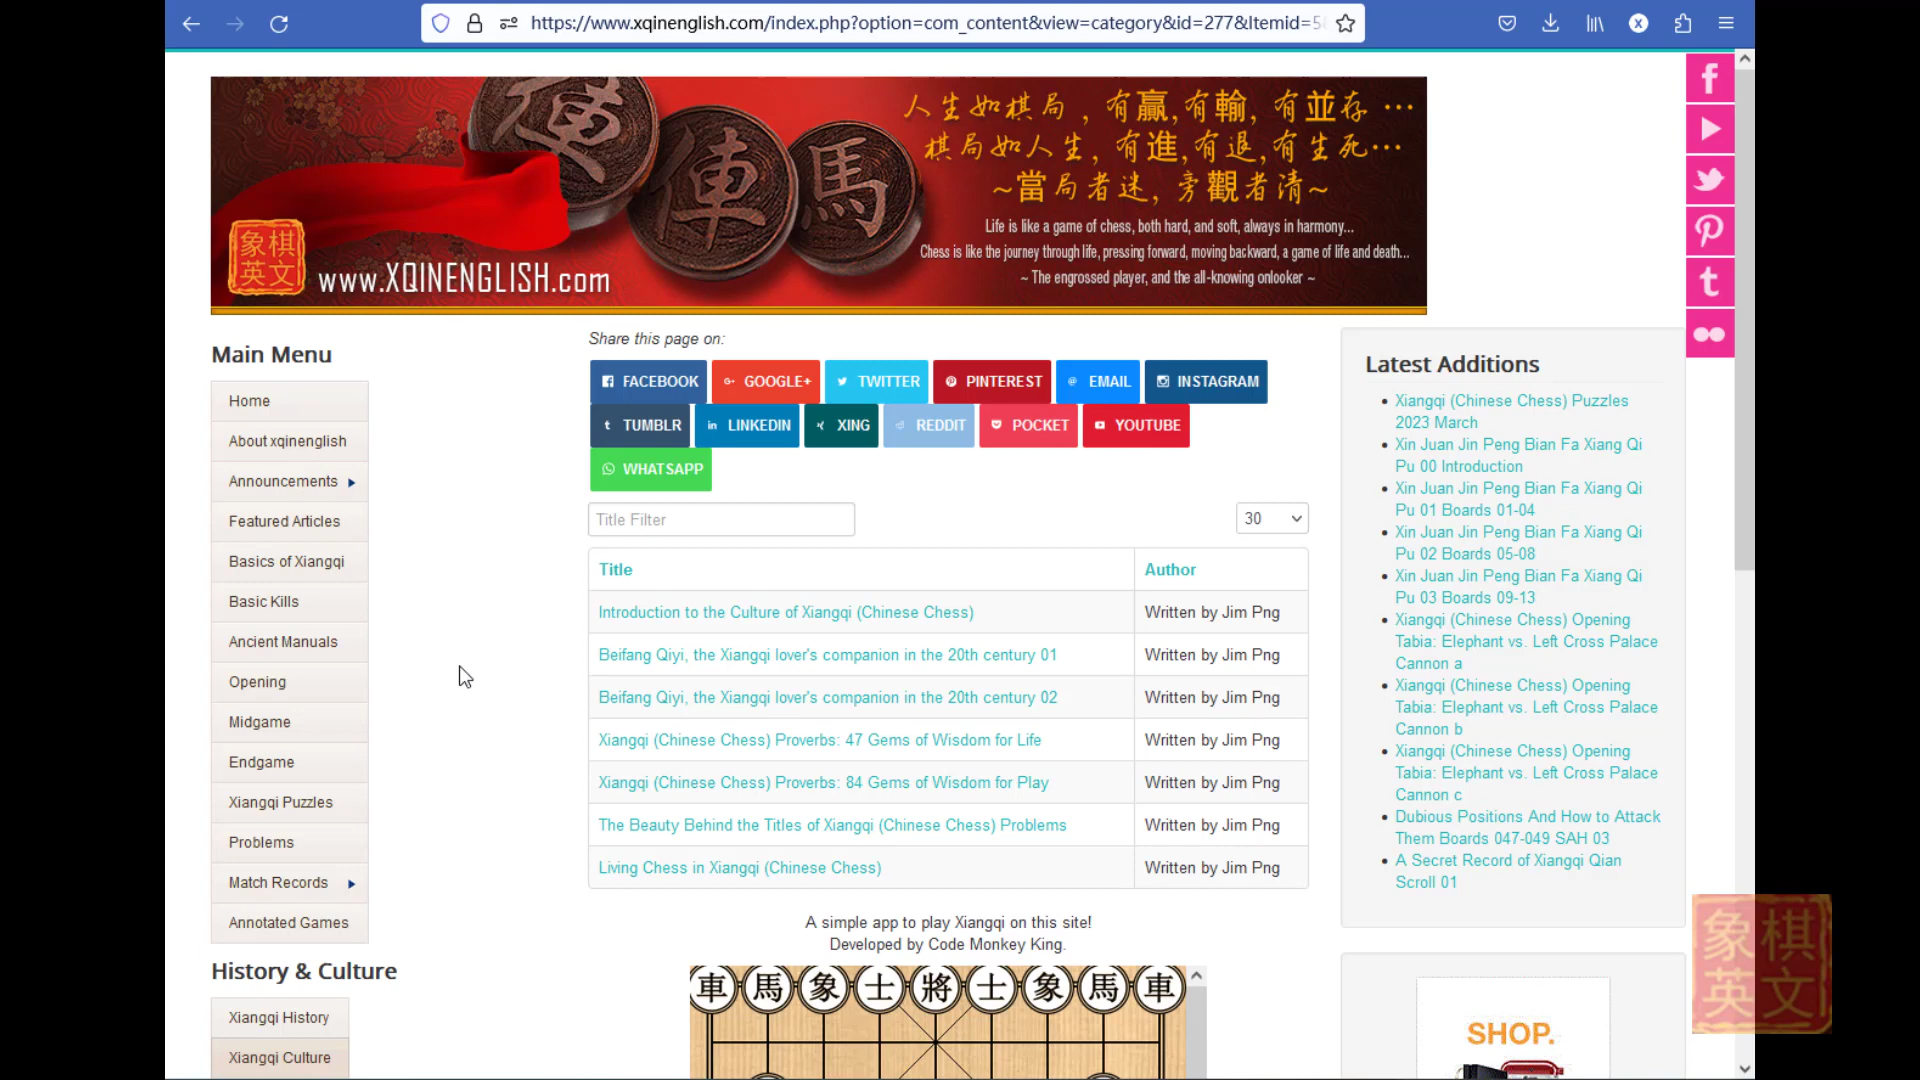 https://www.xqinenglish.com/index.php?option=com_content&view=category&id=277&Itemid=58
人生如棋局，有贏,有輸, 有並存 …
棋局如人生, 有進,有退,有生死…
~當局者迷, 旁觀者清~
Life is like a game of chess, both hard, and soft, always in harmony...
Chess is like the journey through life, pressing forward, moving backward, a game of life and death...
~ The engrossed player, and the all-knowing onlooker ~
傌
俥
馬
象棋
英文
www.XQINENGLISH.com
Main Menu
Home
About xqinenglish
Announcements
Featured Articles
Basics of Xiangqi
Basic Kills
Ancient Manuals
Opening
Midgame
Endgame
Xiangqi Puzzles
Problems
Match Records
Annotated Games
History & Culture
Xiangqi History
Xiangqi Culture
Share this page on:
FACEBOOK
GOOGLE+
TWITTER
PINTEREST
EMAIL
INSTAGRAM
TUMBLR
LINKEDIN
XING
REDDIT
POCKET
YOUTUBE
WHATSAPP
Title Filter
30
Title Author
Introduction to the Culture of Xiangqi (Chinese Chess) Written by Jim Png
Beifang Qiyi, the Xiangqi lover's companion in the 20th century 01 Written by Jim Png
Beifang Qiyi, the Xiangqi lover's companion in the 20th century 02 Written by Jim Png
Xiangqi (Chinese Chess) Proverbs: 47 Gems of Wisdom for Life Written by Jim Png
Xiangqi (Chinese Chess) Proverbs: 84 Gems of Wisdom for Play Written by Jim Png
The Beauty Behind the Titles of Xiangqi (Chinese Chess) Problems Written by Jim Png
Living Chess in Xiangqi (Chinese Chess) Written by Jim Png
A simple app to play Xiangqi on this site!
Developed by Code Monkey King.
車 馬 象 士 將 士 象 馬 車
Latest Additions
Xiangqi (Chinese Chess) Puzzles
2023 March
Xin Juan Jin Peng Bian Fa Xiang Qi
Pu 00 Introduction
Xin Juan Jin Peng Bian Fa Xiang Qi
Pu 01 Boards 01-04
Xin Juan Jin Peng Bian Fa Xiang Qi
Pu 02 Boards 05-08
Xin Juan Jin Peng Bian Fa Xiang Qi
Pu 03 Boards 09-13
Xiangqi (Chinese Chess) Opening
Tabia: Elephant vs. Left Cross Palace
Cannon a
Xiangqi (Chinese Chess) Opening
Tabia: Elephant vs. Left Cross Palace
Cannon b
Xiangqi (Chinese Chess) Opening
Tabia: Elephant vs. Left Cross Palace
Cannon c
Dubious Positions And How to Attack
Them Boards 047-049 SAH 03
A Secret Record of Xiangqi Qian
Scroll 01
SHOP.
象棋
英文